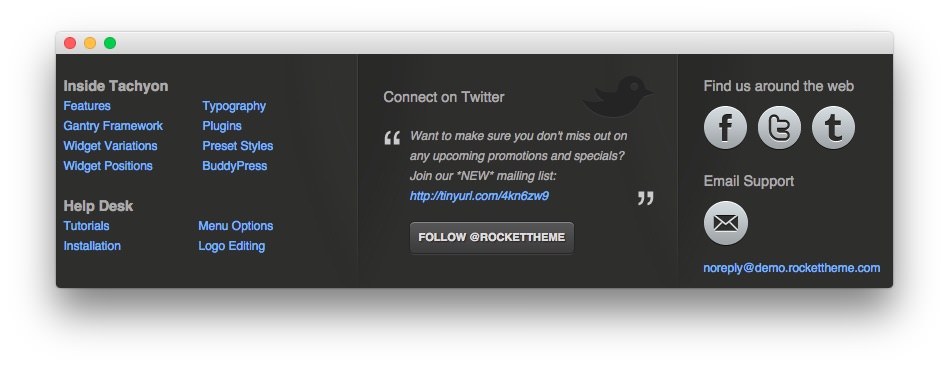 Inside Tachyon
Features
Typography
Gantry Framework
Plugins
Widget Variations
Preset Styles
Widget Positions
BuddyPress
Help Desk
Tutorials
Menu Options
Installation
Logo Editing
Connect on Twitter
“ Want to make sure you don't miss out on
any upcoming promotions and specials?
Join our *NEW* mailing list:
http://tinyurl.com/4kn6zw9 ”
FOLLOW @ROCKETTHEME
Find us around the web
f t t
Email Support
noreply@demo.rockettheme.com